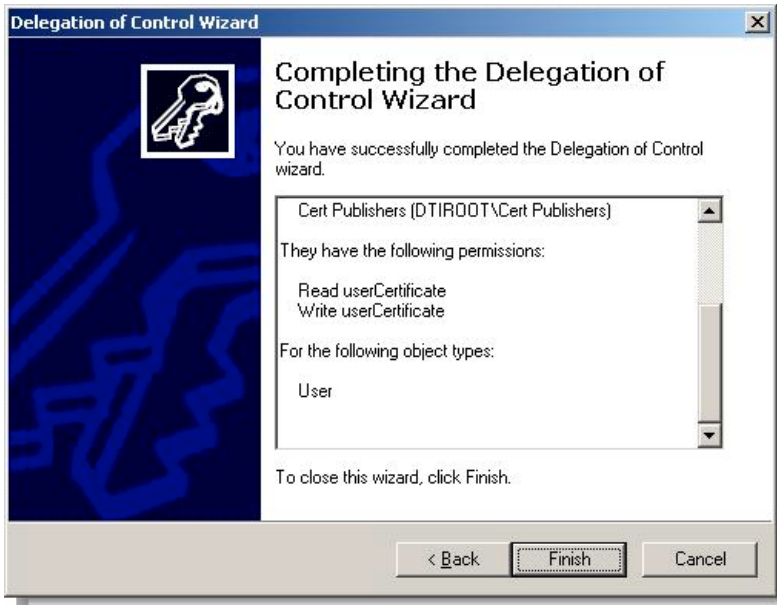 Delegation of Control Wizard
Completing the Delegation of
Control Wizard
You have successfully completed the Delegation of Control
wizard.
Cert Publishers (DTIROOT\Cert Publishers)
They have the following permissions:
Read userCertificate
Write userCertificate
For the following object types:
User
To close this wizard, click Finish.
< Back
Finish
Cancel